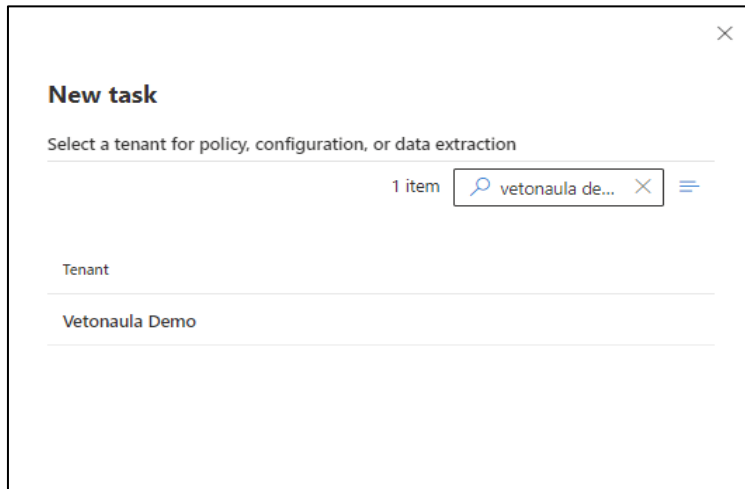 New task
Select a tenant for policy, configuration, or data extraction
1 item vetonaula de...
Tenant
Vetonaula Demo